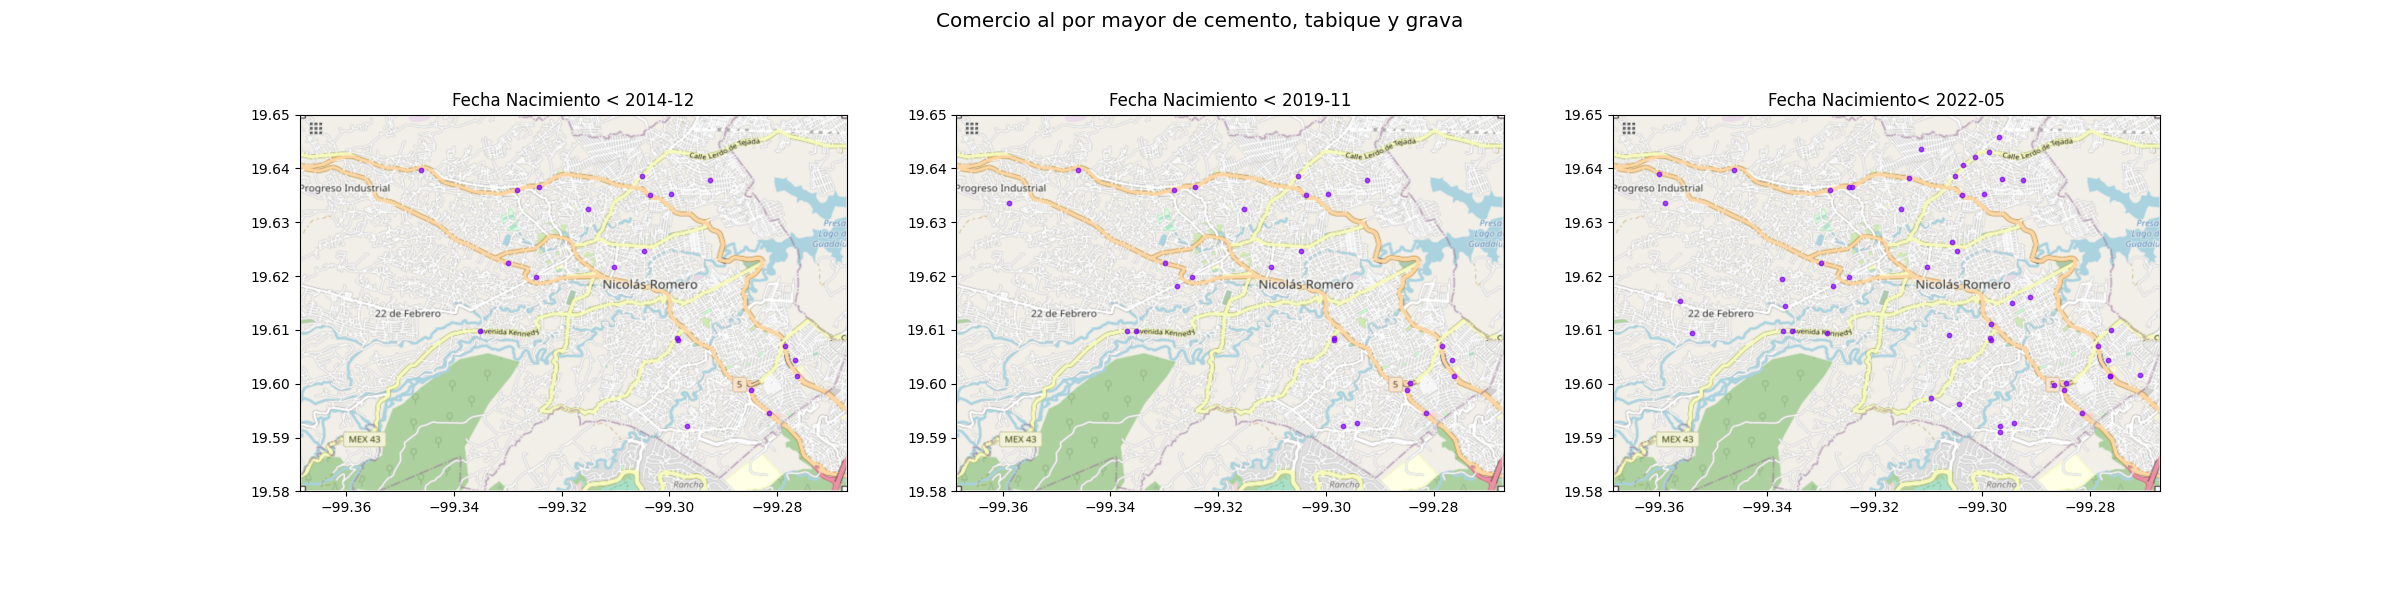 Comercio al por mayor de cemento, tabique y grava
Fecha Nacimiento < 2014-12
19.65
19.64
19.63
19.62
19.61
19.60
19.59
19.58
−99.36
−99.34
−99.32
−99.30
−99.28
Calle Lerdo de Tejada
Progreso Industrial
Presa
Lago d
Guadalu
Nicolás Romero
22 de Febrero
Avenida Kennedy
5
MEX 43
Rancho
Fecha Nacimiento < 2019-11
19.65
19.64
19.63
19.62
19.61
19.60
19.59
19.58
−99.36
−99.34
−99.32
−99.30
−99.28
Calle Lerdo de Tejada
Progreso Industrial
Presa
Lago d
Guadalu
Nicolás Romero
22 de Febrero
Avenida Kennedy
5
MEX 43
Rancho
Fecha Nacimiento< 2022-05
19.65
19.64
19.63
19.62
19.61
19.60
19.59
19.58
−99.36
−99.34
−99.32
−99.30
−99.28
Calle Lerdo de Tejada
Progreso Industrial
Presa
Lago d
Guadalu
Nicolás Romero
22 de Febrero
Avenida Kennedy
5
MEX 43
Rancho